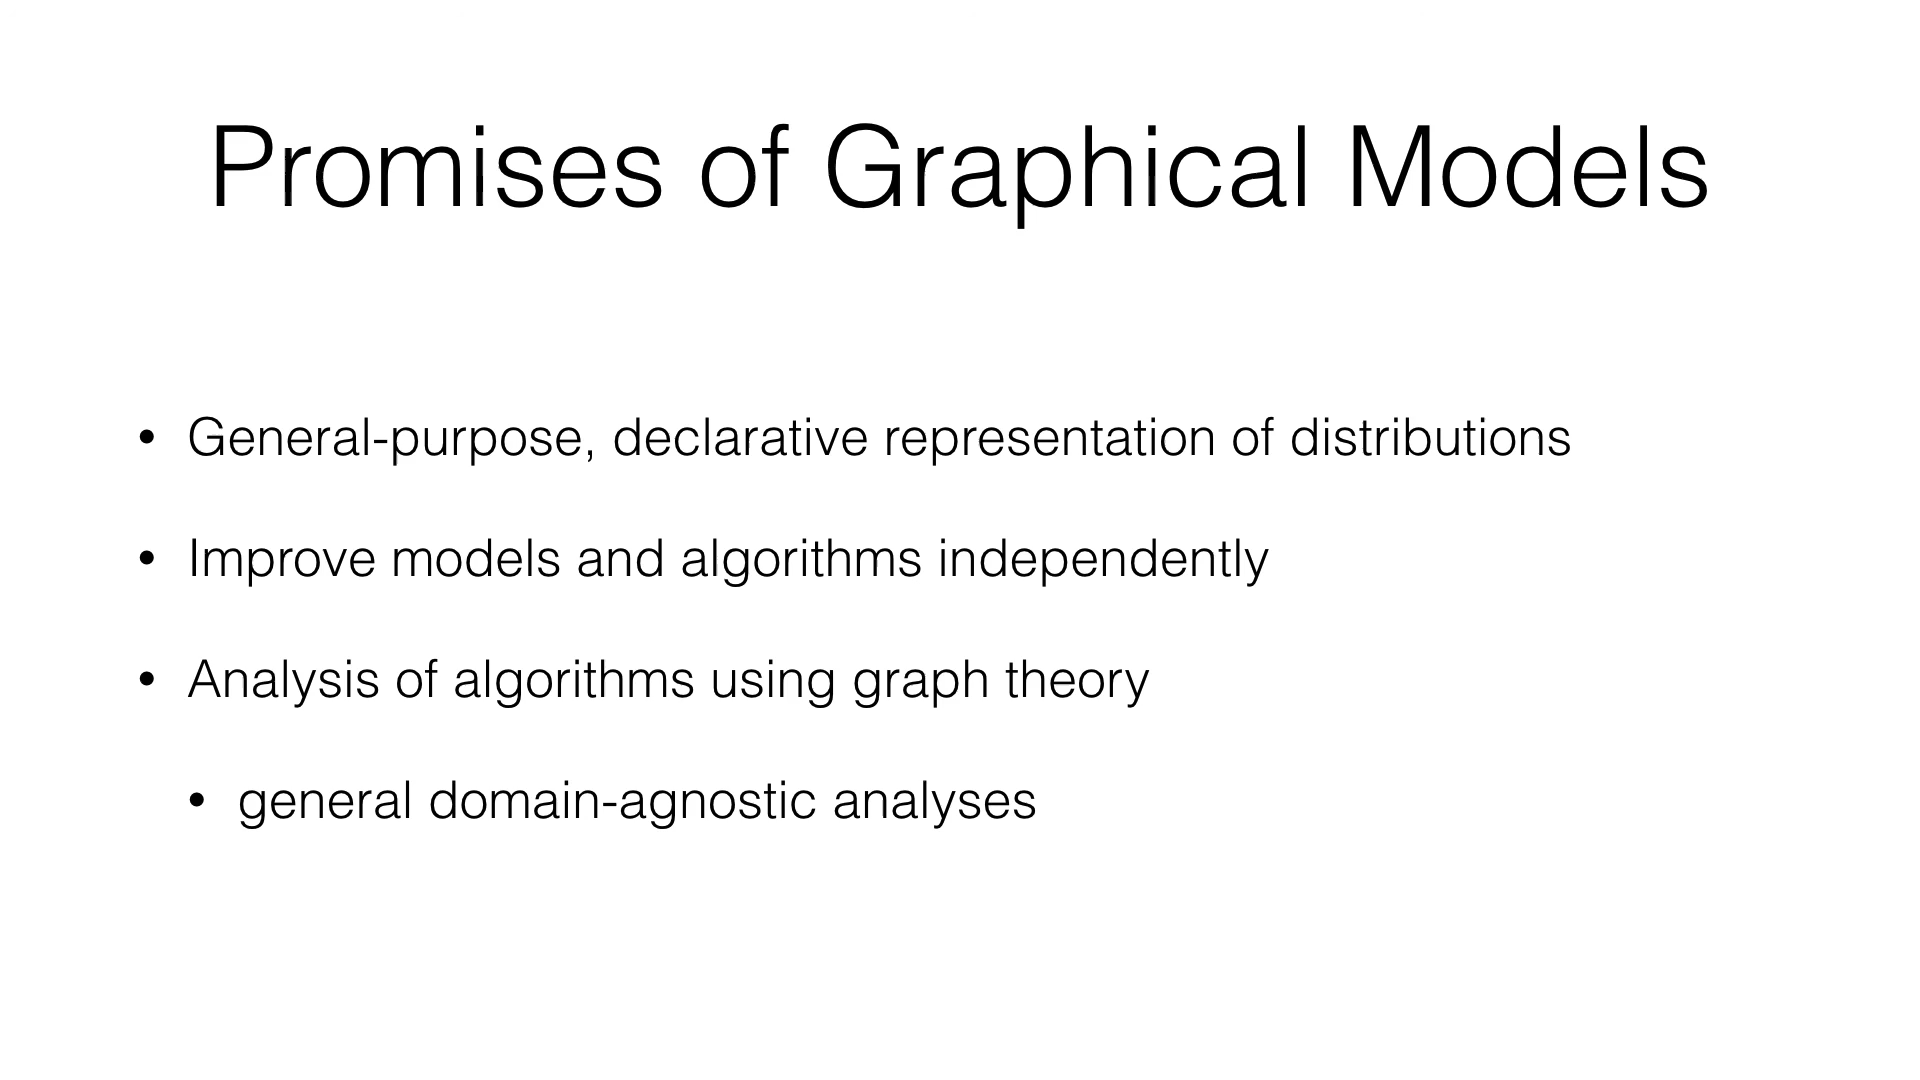 Promises of Graphical Models
• General-purpose, declarative representation of distributions
• Improve models and algorithms independently
• Analysis of algorithms using graph theory
• general domain-agnostic analyses